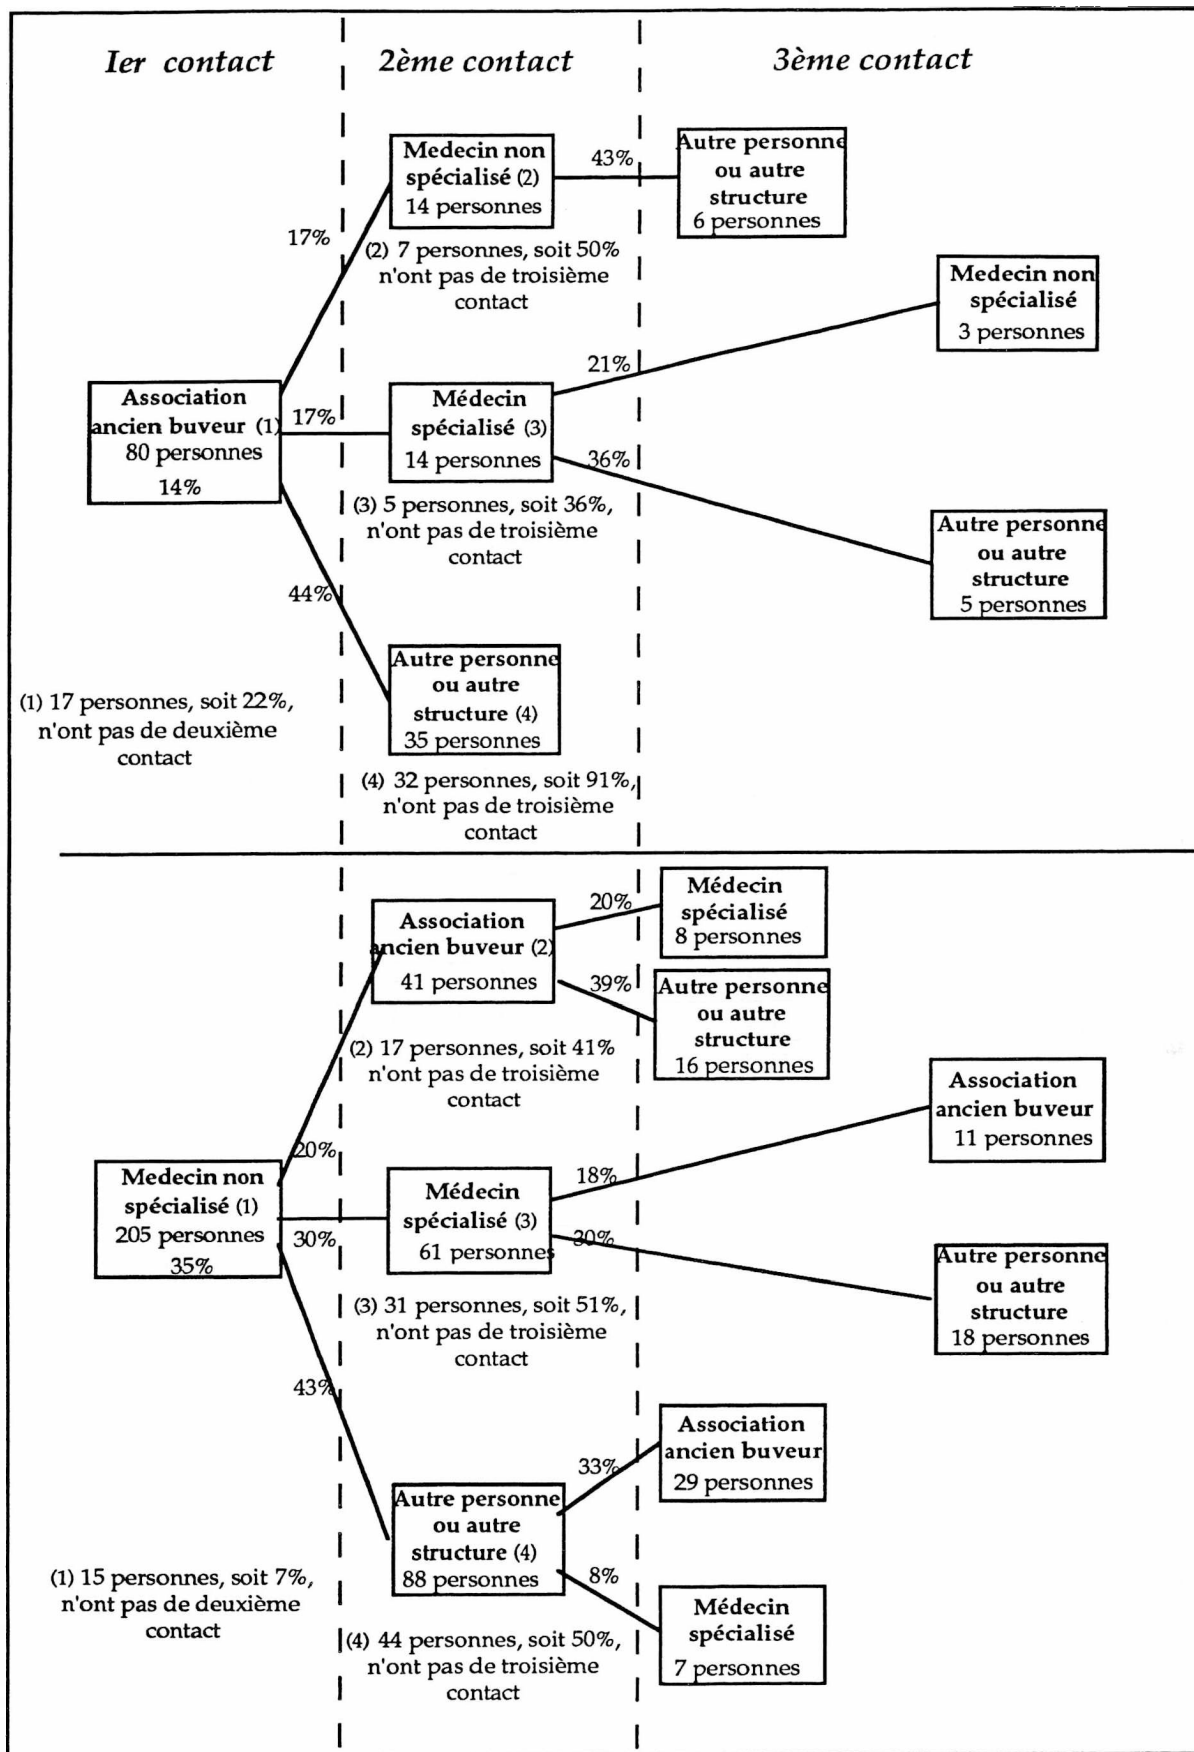 Ier contact
2ème contact
3ème contact
Medecin non
spécialisé (2)
14 personnes
43%
Autre personne
ou autre
structure
6 personnes
17%
(2) 7 personnes, soit 50%
n'ont pas de troisième
contact
Medecin non
spécialisé
3 personnes
21%
Association
ancien buveur (1)
80 personnes
14%
17%
Médecin
spécialisé (3)
14 personnes
36%
(3) 5 personnes, soit 36%,
n'ont pas de troisième
contact
Autre personne
ou autre
structure
5 personnes
44%
Autre personne
ou autre
structure (4)
35 personnes
(1) 17 personnes, soit 22%,
n'ont pas de deuxième
contact
(4) 32 personnes, soit 91%,
n'ont pas de troisième
contact
Association
ancien buveur (2)
41 personnes
20%
Médecin
spécialisé
8 personnes
39%
Autre personne
ou autre
structure
16 personnes
(2) 17 personnes, soit 41%
n'ont pas de troisième
contact
Association
ancien buveur
11 personnes
20%
18%
Medecin non
spécialisé (1)
205 personnes
35%
30%
Médecin
spécialisé (3)
61 personnes
30%
Autre personne
ou autre
structure
18 personnes
(3) 31 personnes, soit 51%,
n'ont pas de troisième
contact
43%
Association
ancien buveur
29 personnes
33%
Autre personne
ou autre
structure (4)
88 personnes
8%
Médecin
spécialisé
7 personnes
(1) 15 personnes, soit 7%,
n'ont pas de deuxième
contact
(4) 44 personnes, soit 50%,
n'ont pas de troisième
contact